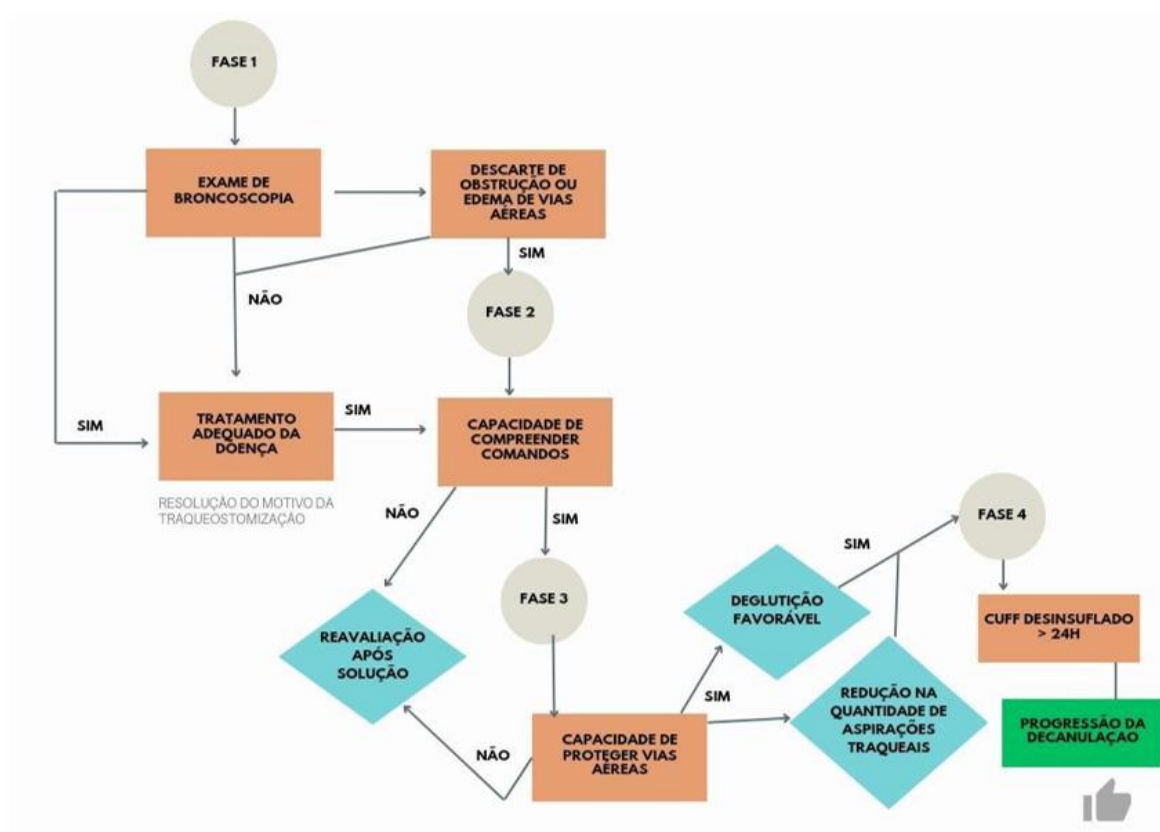 FASE 1
EXAME DE
BRONCOSCOPIA
DESCARTE DE
OBSTRUÇÃO OU
EDEMA DE VIAS
AÉREAS
SIM
NÃO
FASE 2
SIM
TRATAMENTO
ADEQUADO DA
DOENÇA
SIM
CAPACIDADE DE
COMPREENDER
COMANDOS
RESOLUÇÃO DO MOTIVO DA
TRAQUEOSTOMIZAÇÃO
NÃO
SIM
FASE 3
REAVALIAÇÃO
APÓS
SOLUÇÃO
NÃO
CAPACIDADE DE
PROTEGER VIAS
AÉREAS
SIM
DEGLUTIÇÃO
FAVORÁVEL
SIM
REDUÇÃO NA
QUANTIDADE DE
ASPIRAÇÕES
TRAQUEAIS
FASE 4
CUFF DESINSUFLADO
> 24H
PROGRESSÃO DA
DECANULAÇAO